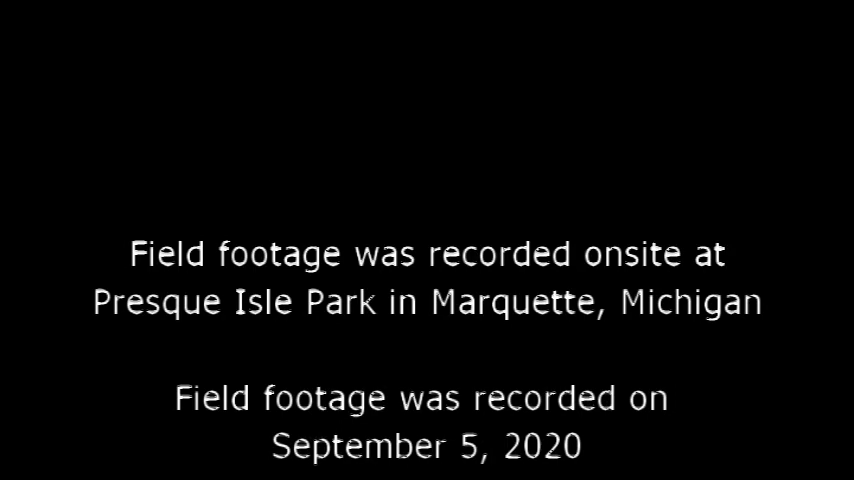 Field footage was recorded onsite at
Presque Isle Park in Marquette, Michigan
Field footage was recorded on
September 5, 2020